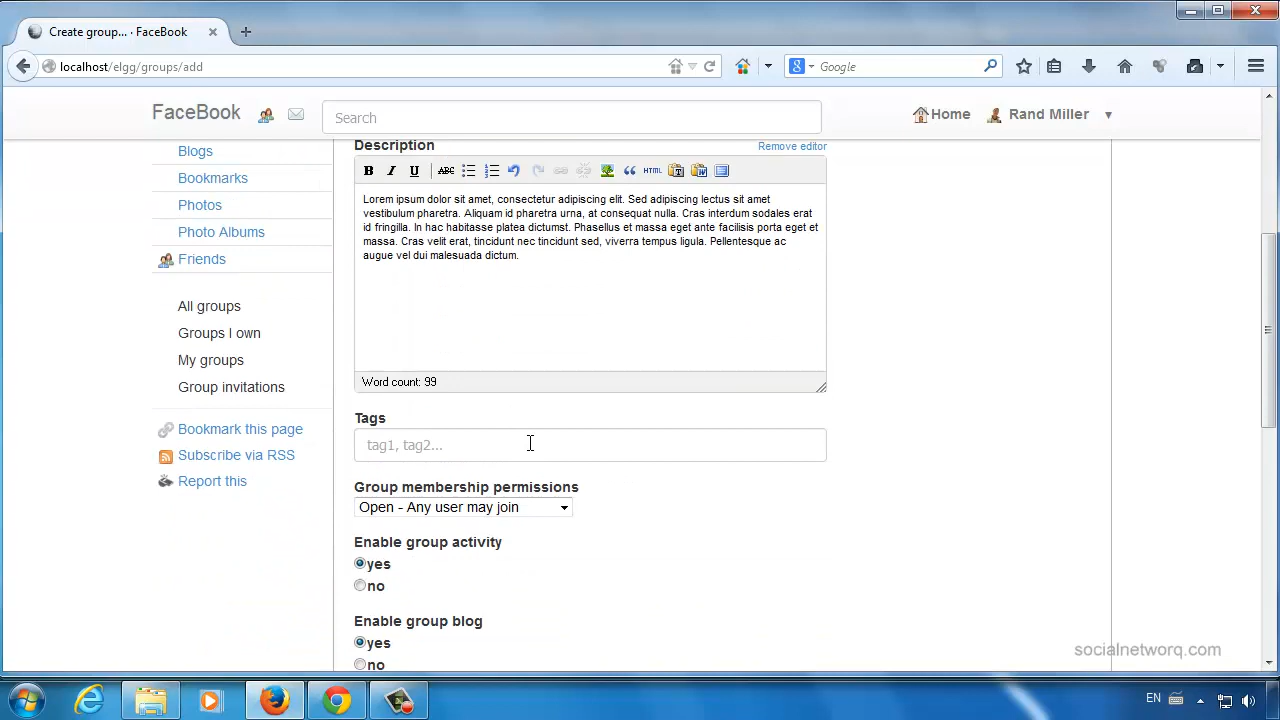 Create group... · FaceBook
localhost/elgg/groups/add
Google
FaceBook
Search
Home
Rand Miller
Blogs
Bookmarks
Photos
Photo Albums
Friends
All groups
Groups I own
My groups
Group invitations
Bookmark this page
Subscribe via RSS
Report this
Description
Remove editor
B I U ABC HTML
Lorem ipsum dolor sit amet, consectetur adipiscing elit. Sed adipiscing lectus sit amet
vestibulum pharetra. Aliquam id pharetra urna, at consequat nulla. Cras interdum sodales erat
id fringilla. In hac habitasse platea dictumst. Phasellus et massa eget ante facilisis porta eget et
massa. Cras velit erat, tincidunt nec tincidunt sed, viverra tempus ligula. Pellentesque ac
augue vel dui malesuada dictum.
Word count: 99
Tags
tag1, tag2...
Group membership permissions
Open - Any user may join
Enable group activity
yes
no
Enable group blog
yes
no
socialnetworq.com
EN